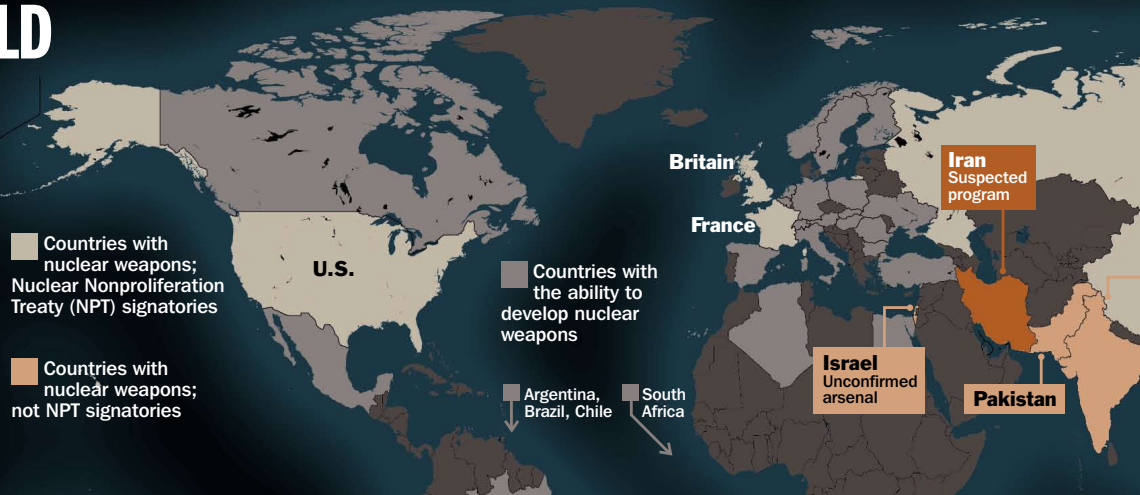 LD
Countries with
nuclear weapons;
Nuclear Nonproliferation
Treaty (NPT) signatories
Countries with
nuclear weapons;
not NPT signatories
U.S.
Countries with
the ability to
develop nuclear
weapons
Argentina,
Brazil, Chile
South
Africa
Britain
France
Iran
Suspected
program
Israel
Unconfirmed
arsenal
Pakistan